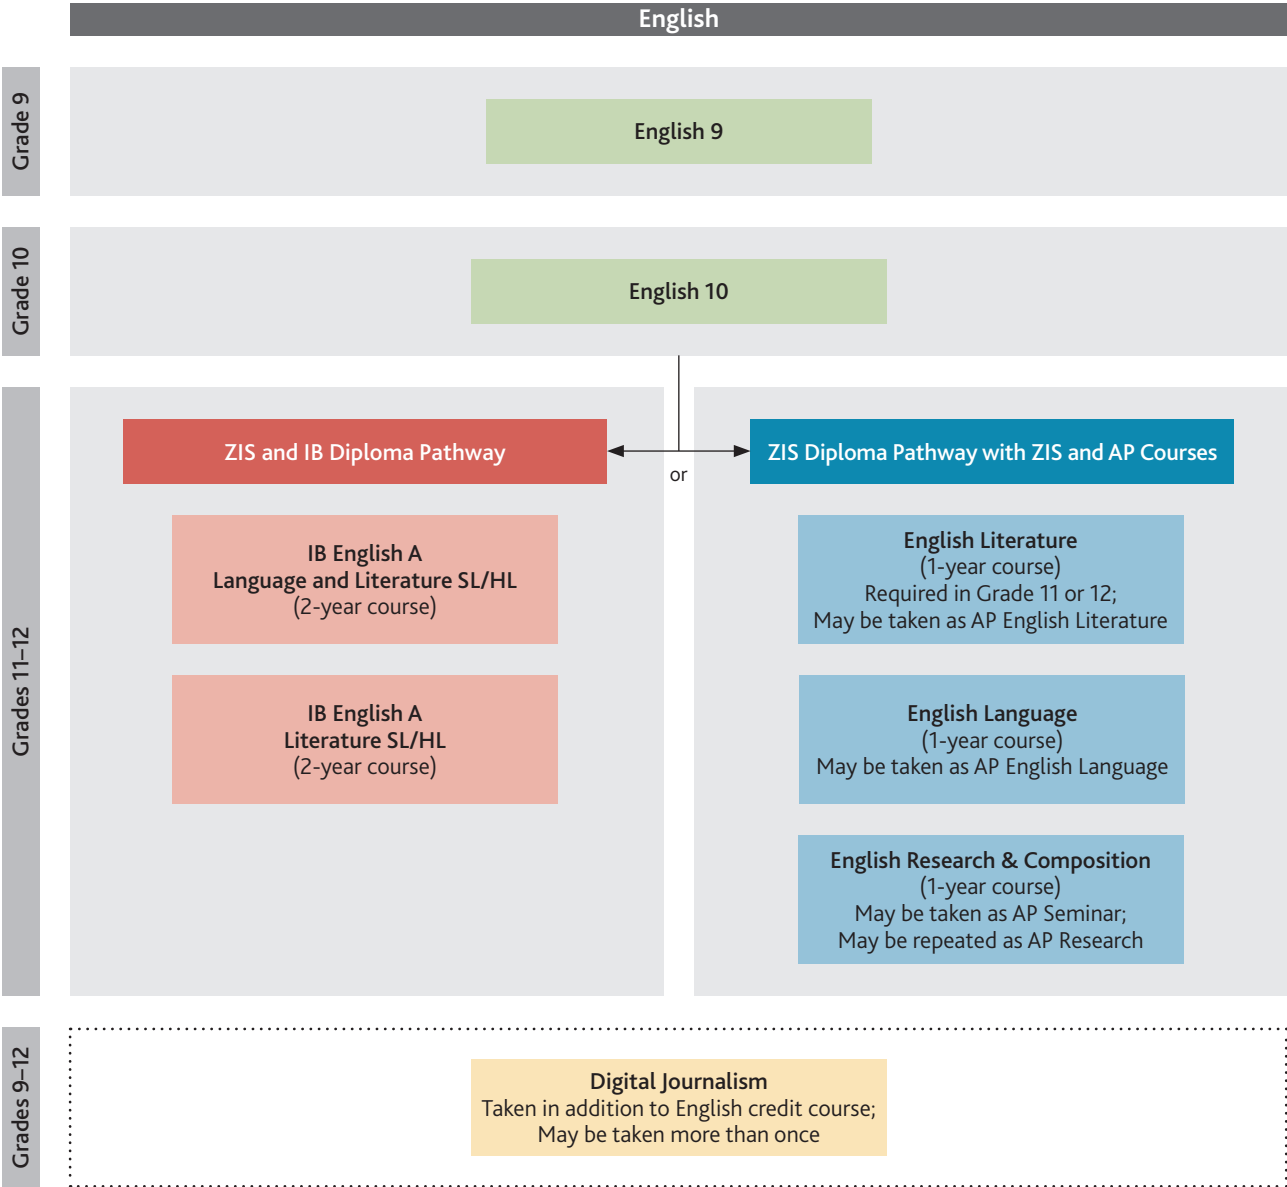 English
Grade 9
English 9
Grade 10
English 10
Grades 11–12
ZIS and IB Diploma Pathway
or
ZIS Diploma Pathway with ZIS and AP Courses
IB English A
Language and Literature SL/HL
(2-year course)
IB English A
Literature SL/HL
(2-year course)
English Literature
(1-year course)
Required in Grade 11 or 12;
May be taken as AP English Literature
English Language
(1-year course)
May be taken as AP English Language
English Research & Composition
(1-year course)
May be taken as AP Seminar;
May be repeated as AP Research
Grades 9–12
Digital Journalism
Taken in addition to English credit course;
May be taken more than once